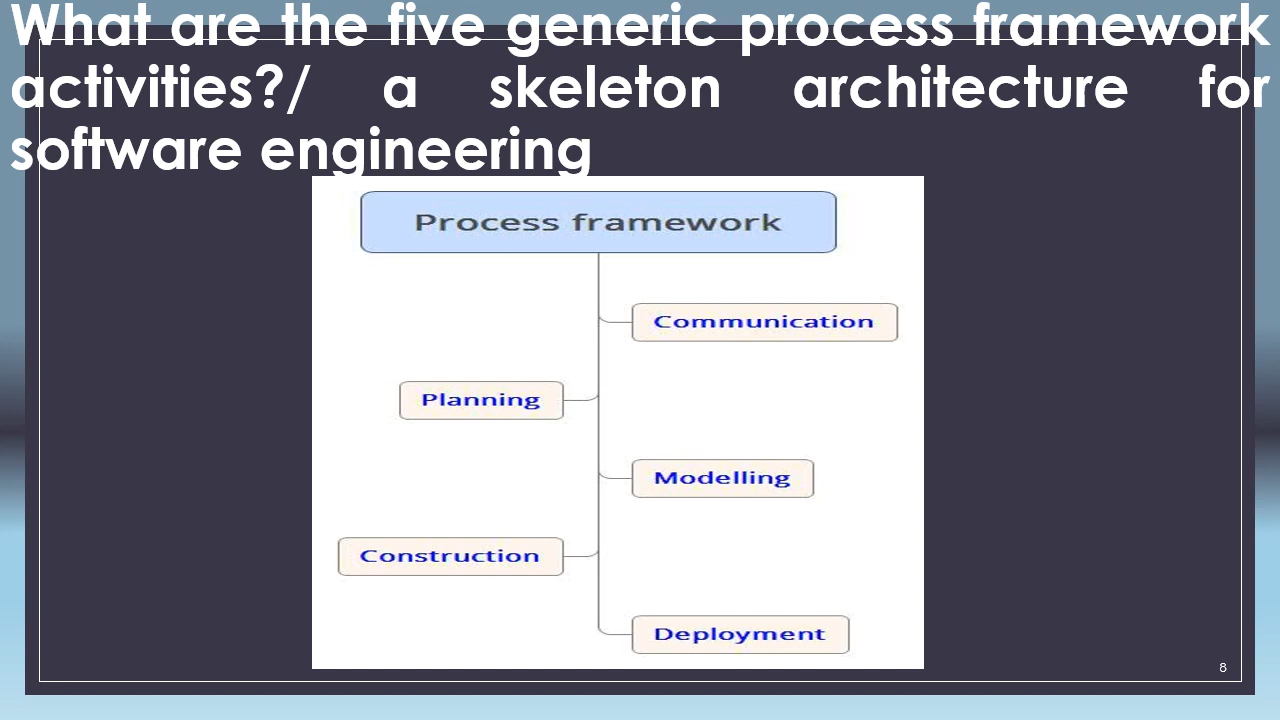 What are the five generic process framework
activities?/ a skeleton architecture for
software engineering
Process framework
Communication
Planning
Modelling
Construction
Deployment
8